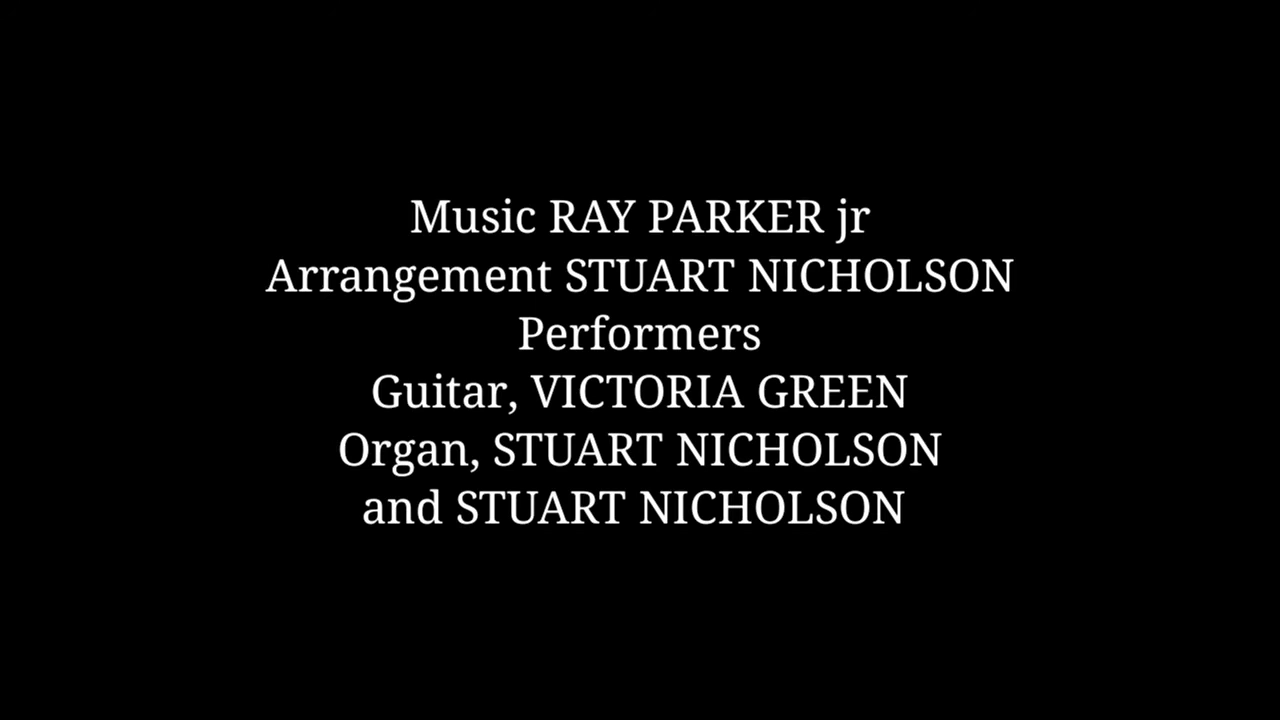 Music RAY PARKER jr
Arrangement STUART NICHOLSON
Performers
Guitar, VICTORIA GREEN
Organ, STUART NICHOLSON
and STUART NICHOLSON